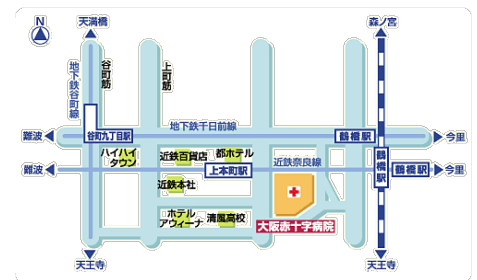 N
天満橋
森ノ宮
地下鉄谷町線
谷町筋
上町筋
地下鉄千日前線
難波
谷町九丁目駅
鶴橋駅
今里
ハイハイ
タウン
近鉄百貨店
都ホテル
近鉄奈良線
鶴橋駅
難波
上本町駅
鶴橋駅
今里
近鉄本社
ホテル
アウィーナ
清風高校
大阪赤十字病院
天王寺
天王寺